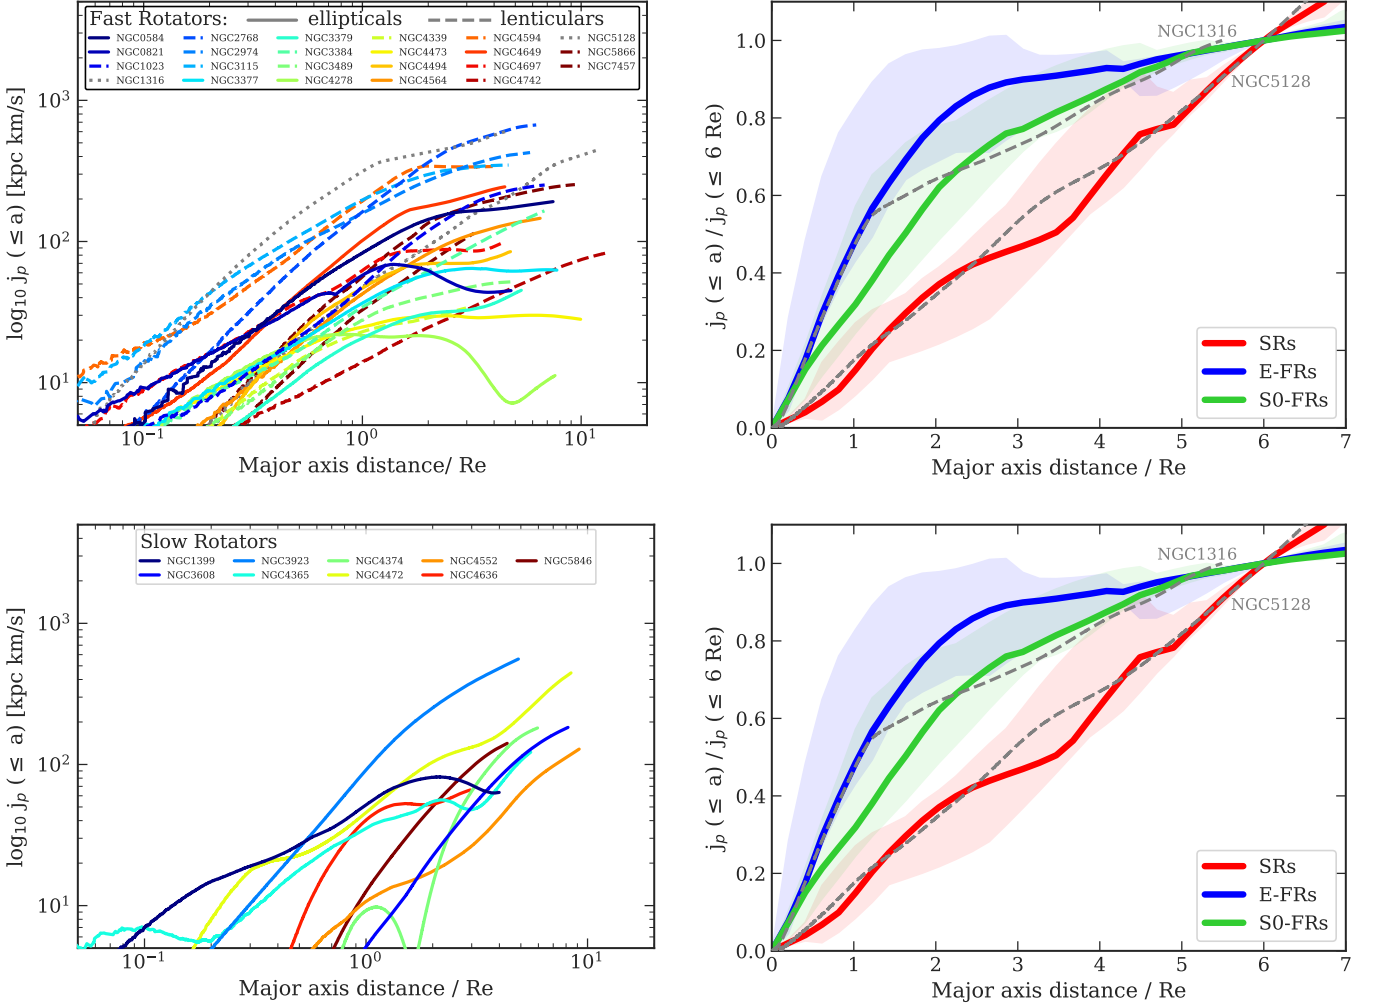 Fast Rotators: ellipticals lenticulars
NGC0584 NGC2768 NGC3379 NGC4339 NGC4594 NGC5128
NGC0821 NGC2974 NGC3384 NGC4473 NGC4649 NGC5866
NGC1023 NGC3115 NGC3489 NGC4494 NGC4697 NGC7457
NGC1316 NGC3377 NGC4278 NGC4564 NGC4742
10³
10²
10¹
log₁₀ jₚ ( ≤ a) [kpc km/s]
10⁻¹ 10⁰ 10¹
Major axis distance/ Re
1.0
0.8
0.6
0.4
0.2
0.0
jₚ ( ≤ a) / jₚ ( ≤ 6 Re)
NGC1316
NGC5128
SRs
E-FRs
S0-FRs
0 1 2 3 4 5 6 7
Major axis distance / Re
Slow Rotators
NGC1399 NGC3923 NGC4374 NGC4552 NGC5846
NGC3608 NGC4365 NGC4472 NGC4636
10³
10²
10¹
log₁₀ jₚ ( ≤ a) [kpc km/s]
10⁻¹ 10⁰ 10¹
Major axis distance / Re
1.0
0.8
0.6
0.4
0.2
0.0
jₚ ( ≤ a) / jₚ ( ≤ 6 Re)
NGC1316
NGC5128
SRs
E-FRs
S0-FRs
0 1 2 3 4 5 6 7
Major axis distance / Re